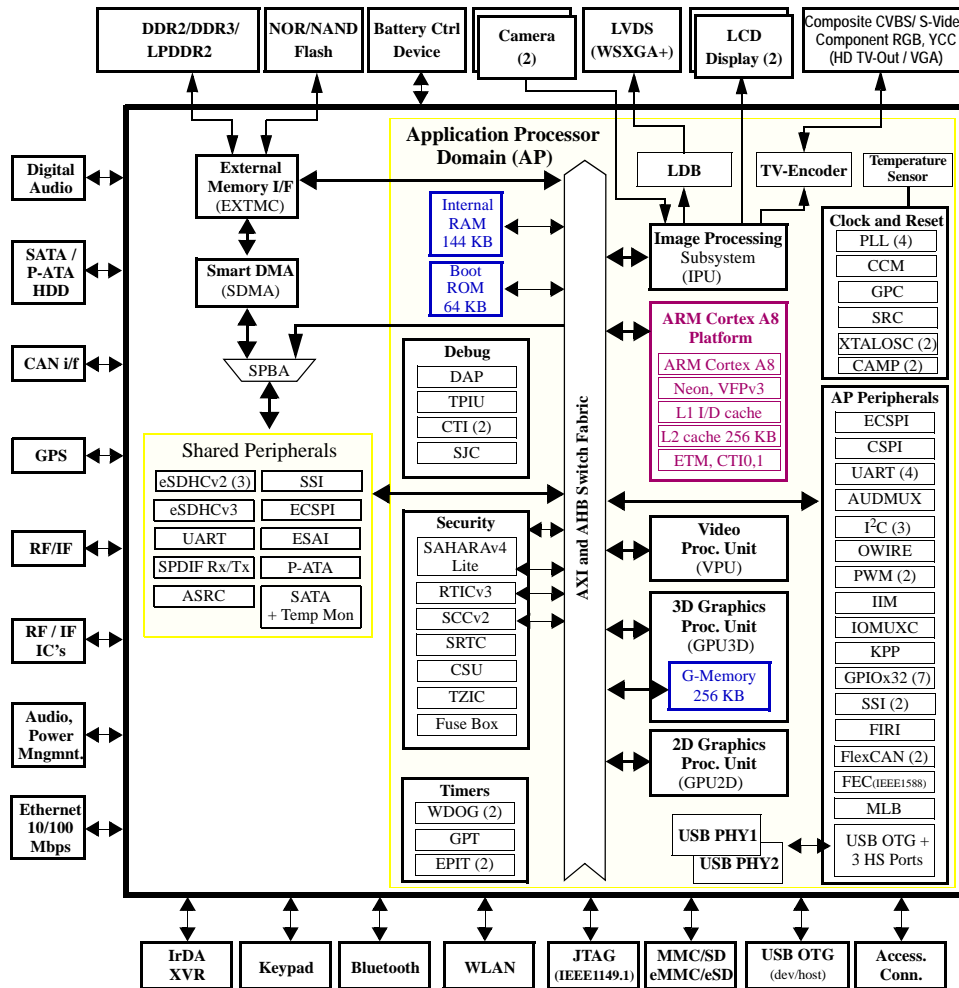 DDR2/DDR3/
LPDDR2
NOR/NAND
Flash
Battery Ctrl
Device
Camera
(2)
LVDS
(WSXGA+)
LCD
Display (2)
Composite CVBS/ S-Vide
Component RGB, YCC
(HD TV-Out / VGA)
Digital
Audio
SATA /
P-ATA
HDD
CAN i/f
GPS
RF/IF
RF / IF
IC's
Audio,
Power
Mngmnt.
Ethernet
10/100
Mbps
External
Memory I/F
(EXTMC)
Smart DMA
(SDMA)
SPBA
Shared Peripherals
eSDHCv2 (3)
SSI
eSDHCv3
ECSPI
UART
ESAI
SPDIF Rx/Tx
P-ATA
ASRC
SATA
+ Temp Mon
Application Processor
Domain (AP)
Internal
RAM
144 KB
Boot
ROM
64 KB
Debug
DAP
TPIU
CTI (2)
SJC
Security
SAHARAv4
Lite
RTICv3
SCCv2
SRTC
CSU
TZIC
Fuse Box
Timers
WDOG (2)
GPT
EPIT (2)
AXI and AHB Switch Fabric
LDB
TV-Encoder
Image Processing
Subsystem
(IPU)
ARM Cortex A8
Platform
ARM Cortex A8
Neon, VFPv3
L1 I/D cache
L2 cache 256 KB
ETM, CTI0,1
Video
Proc. Unit
(VPU)
3D Graphics
Proc. Unit
(GPU3D)
G-Memory
256 KB
2D Graphics
Proc. Unit
(GPU2D)
USB PHY1
USB PHY2
Temperature
Sensor
Clock and Reset
PLL (4)
CCM
GPC
SRC
XTALOSC (2)
CAMP (2)
AP Peripherals
ECSPI
CSPI
UART (4)
AUDMUX
I²C (3)
OWIRE
PWM (2)
IIM
IOMUXC
KPP
GPIOx32 (7)
SSI (2)
FIRI
FlexCAN (2)
FEC(IEEE1588)
MLB
USB OTG +
3 HS Ports
IrDA
XVR
Keypad
Bluetooth
WLAN
JTAG
(IEEE1149.1)
MMC/SD
eMMC/eSD
USB OTG
(dev/host)
Access.
Conn.